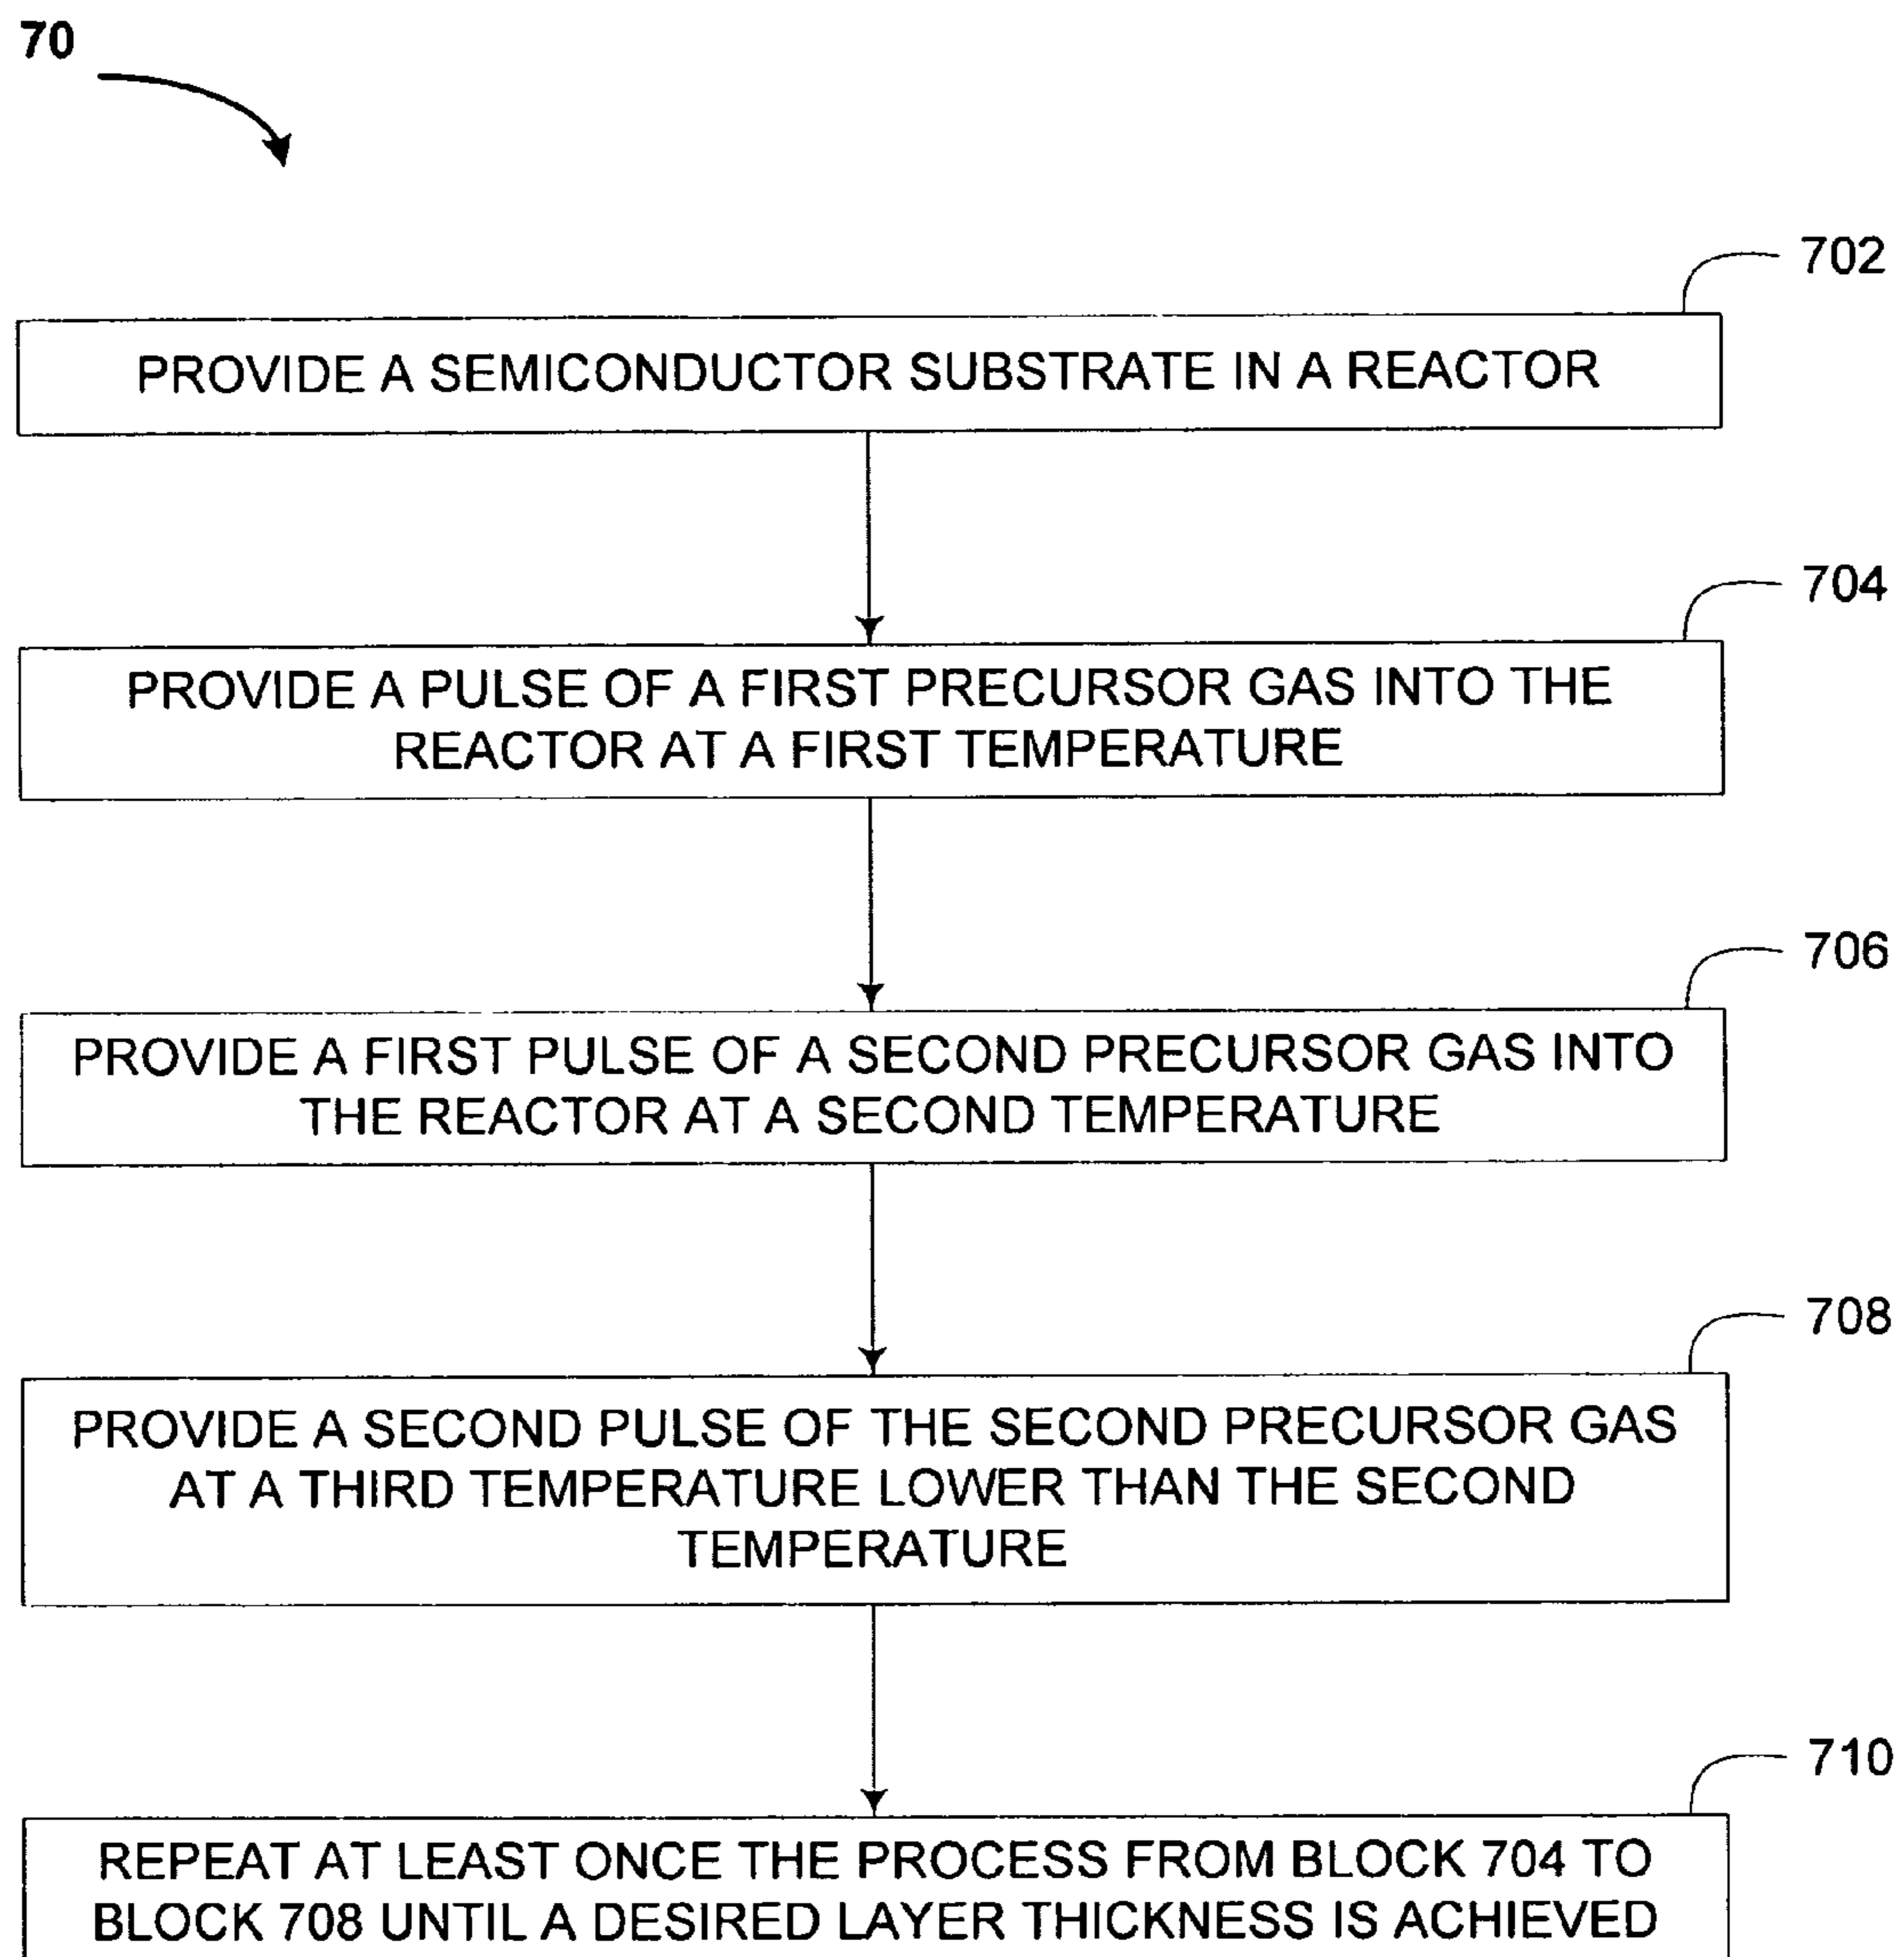 70
702
PROVIDE A SEMICONDUCTOR SUBSTRATE IN A REACTOR
704
PROVIDE A PULSE OF A FIRST PRECURSOR GAS INTO THE
REACTOR AT A FIRST TEMPERATURE
706
PROVIDE A FIRST PULSE OF A SECOND PRECURSOR GAS INTO
THE REACTOR AT A SECOND TEMPERATURE
708
PROVIDE A SECOND PULSE OF THE SECOND PRECURSOR GAS
AT A THIRD TEMPERATURE LOWER THAN THE SECOND
TEMPERATURE
710
REPEAT AT LEAST ONCE THE PROCESS FROM BLOCK 704 TO
BLOCK 708 UNTIL A DESIRED LAYER THICKNESS IS ACHIEVED